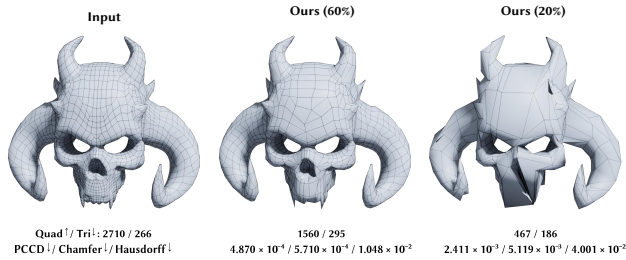 Input
Ours (60%)
Ours (20%)
Quad↑/ Tri↓: 2710 / 266
1560 / 295
467 / 186
PCCD↓/ Chamfer↓/ Hausdorff↓
4.870 × 10⁻⁴ / 5.710 × 10⁻⁴ / 1.048 × 10⁻²
2.411 × 10⁻³ / 5.119 × 10⁻³ / 4.001 × 10⁻²